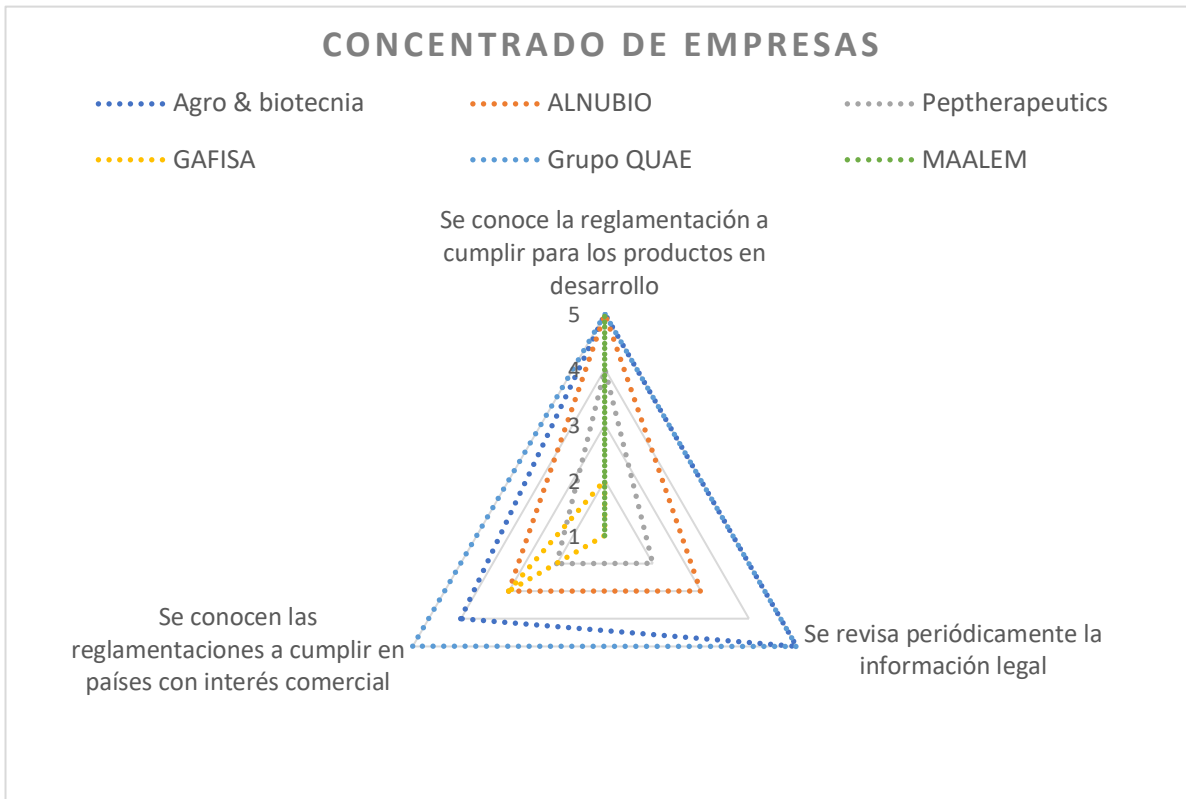 CONCENTRADO DE EMPRESAS
Agro & biotecnia
ALNUBIO
Peptherapeutics
GAFISA
Grupo QUAE
MAALEM
Se conoce la reglamentación a
cumplir para los productos en
desarrollo
5
4
3
2
1
Se revisa periódicamente la
información legal
Se conocen las
reglamentaciones a cumplir en
países con interés comercial